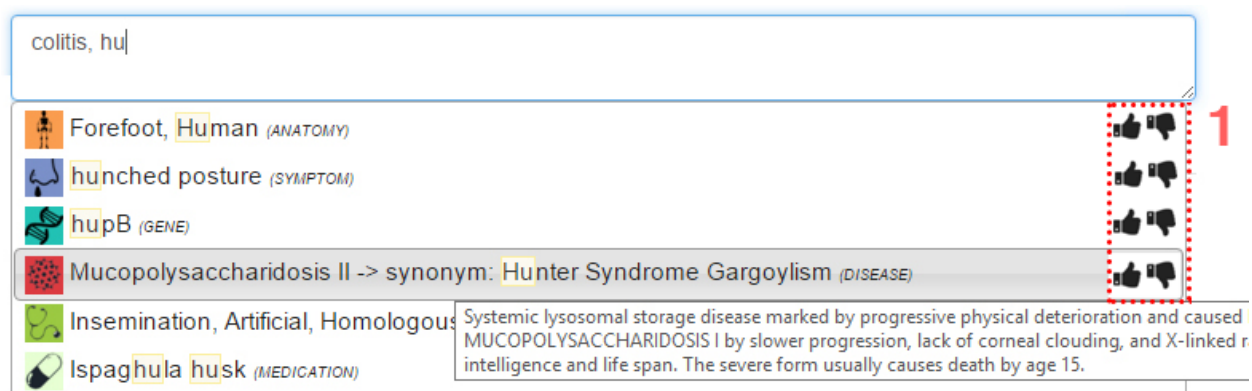 colitis, hu
Forefoot, Human (ANATOMY)
1
hunched posture (SYMPTOM)
hupB (GENE)
Mucopolysaccharidosis II -> synonym: Hunter Syndrome Gargoylism (DISEASE)
Insemination, Artificial, Homologous
Systemic lysosomal storage disease marked by progressive physical deterioration and caused
MUCOPOLYSACCHARIDOSIS I by slower progression, lack of corneal clouding, and X-linked
intelligence and life span. The severe form usually causes death by age 15.
Ispaghula husk (MEDICATION)